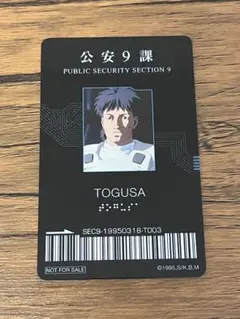 公安9課
PUBLIC SECURITY SECTION 9
TOGUSA
SEC9-19950318-T003
NOT FOR SALE
©1995,S/K,B,M